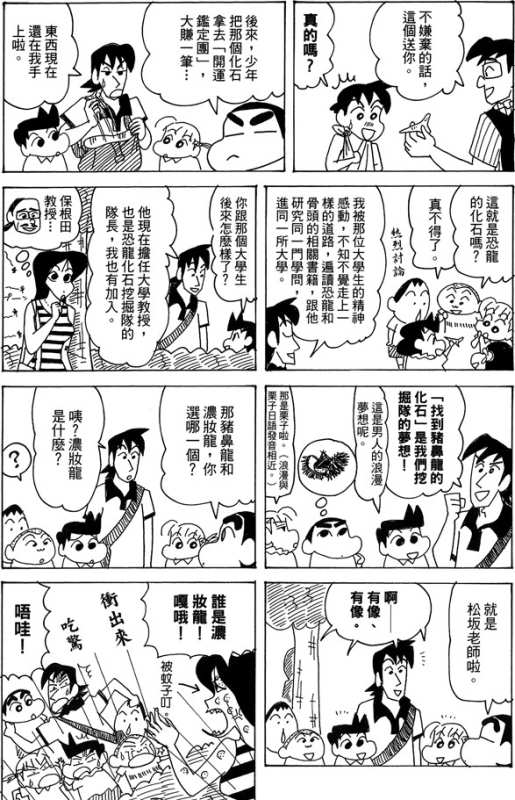 不嫌棄的話，
這個送你。
真的嗎？
後來，少年
把那個化石
拿去「開運
鑑定團」，
大賺一筆…
東西現在
還在我手
上啦。
這就是恐龍
的化石嗎？
真不得了。
熱烈討論
我被那位大學生的精神
感動，不知不覺走上一
樣的道路，遍讀恐龍和
骨頭的相關書籍，跟他
研究同一門學問，
進同一所大學。
你跟那個大學生
後來怎麼樣了？
他現在擔任大學教授，
也是恐龍化石挖掘隊的
隊長，我也有加入。
保根田
教授…
「找到豬鼻龍的
化石」是我們挖
掘隊的夢想！
這是男人的浪漫
夢想呢。
那是栗子啦。（浪漫與
栗子日語發音相近。）
那豬鼻龍和
濃妝龍，你
選哪一個？
咦？濃妝龍
是什麼？
？
就是
松坂老師啦。
啊
有像、
有像。
誰是濃
妝龍！
嘎哦！
衝出來
被蚊子叮
吃驚
唔哇！